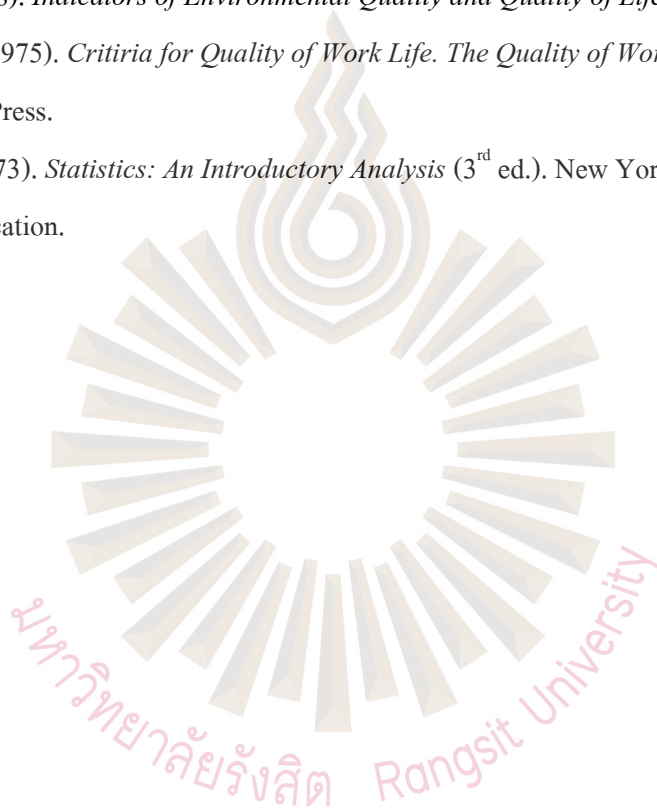 s). Indicators of Environmental Quality and Quality of Life
975). Critiria for Quality of Work Life. The Quality of Wor
Press.
73). Statistics: An Introductory Analysis (3rd ed.). New Yor
cation.
มหาวิทยาลัยรังสิต Rangsit University